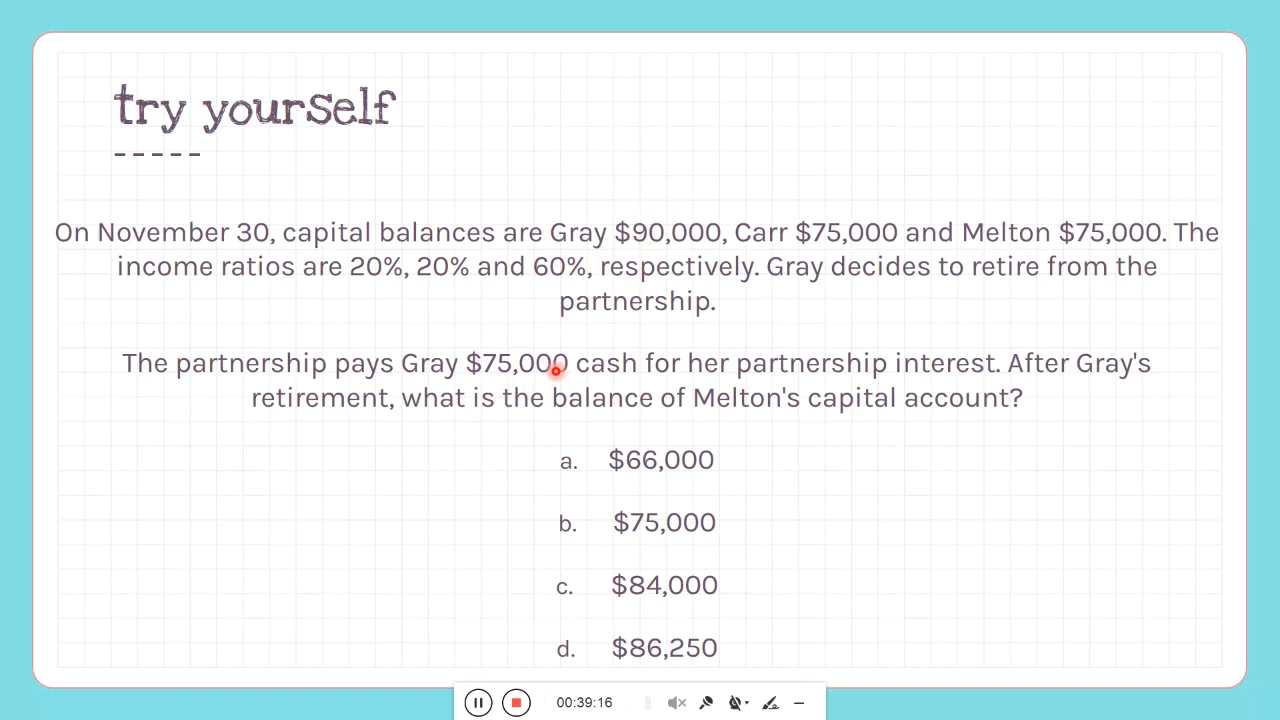 try yourself
-----
On November 30, capital balances are Gray $90,000, Carr $75,000 and Melton $75,000. The
income ratios are 20%, 20% and 60%, respectively. Gray decides to retire from the
partnership.
The partnership pays Gray $75,000 cash for her partnership interest. After Gray's
retirement, what is the balance of Melton's capital account?
a. $66,000
b. $75,000
c. $84,000
d. $86,250
00:39:16